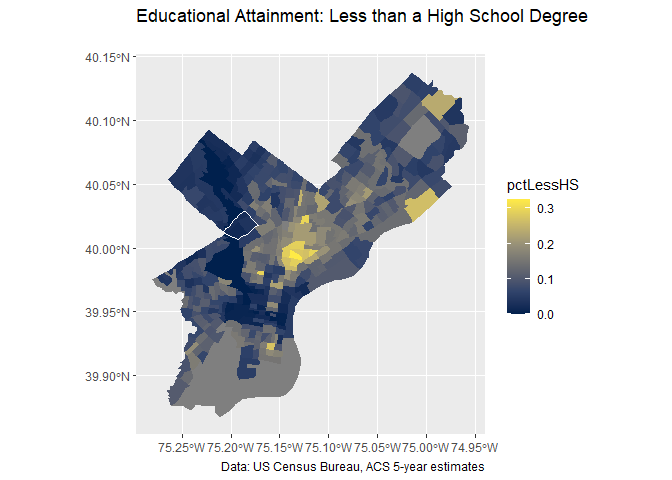 Educational Attainment: Less than a High School Degree
40.15°N
40.10°N
40.05°N
40.00°N
39.95°N
39.90°N
75.25°W 75.20°W 75.15°W 75.10°W 75.05°W 75.00°W 74.95°W
pctLessHS
0.3
0.2
0.1
0.0
Data: US Census Bureau, ACS 5-year estimates